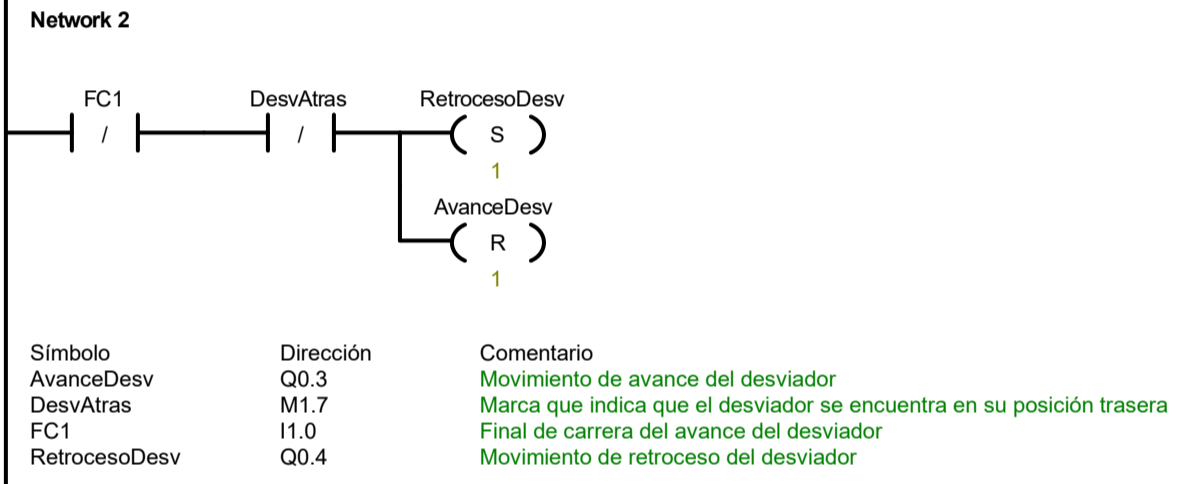 Network 2
FC1 DesvAtras RetrocesoDesv
/ / S
1
AvanceDesv
R
1
Símbolo Dirección Comentario
AvanceDesv Q0.3 Movimiento de avance del desviador
DesvAtras M1.7 Marca que indica que el desviador se encuentra en su posición trasera
FC1 I1.0 Final de carrera del avance del desviador
RetrocesoDesv Q0.4 Movimiento de retroceso del desviador